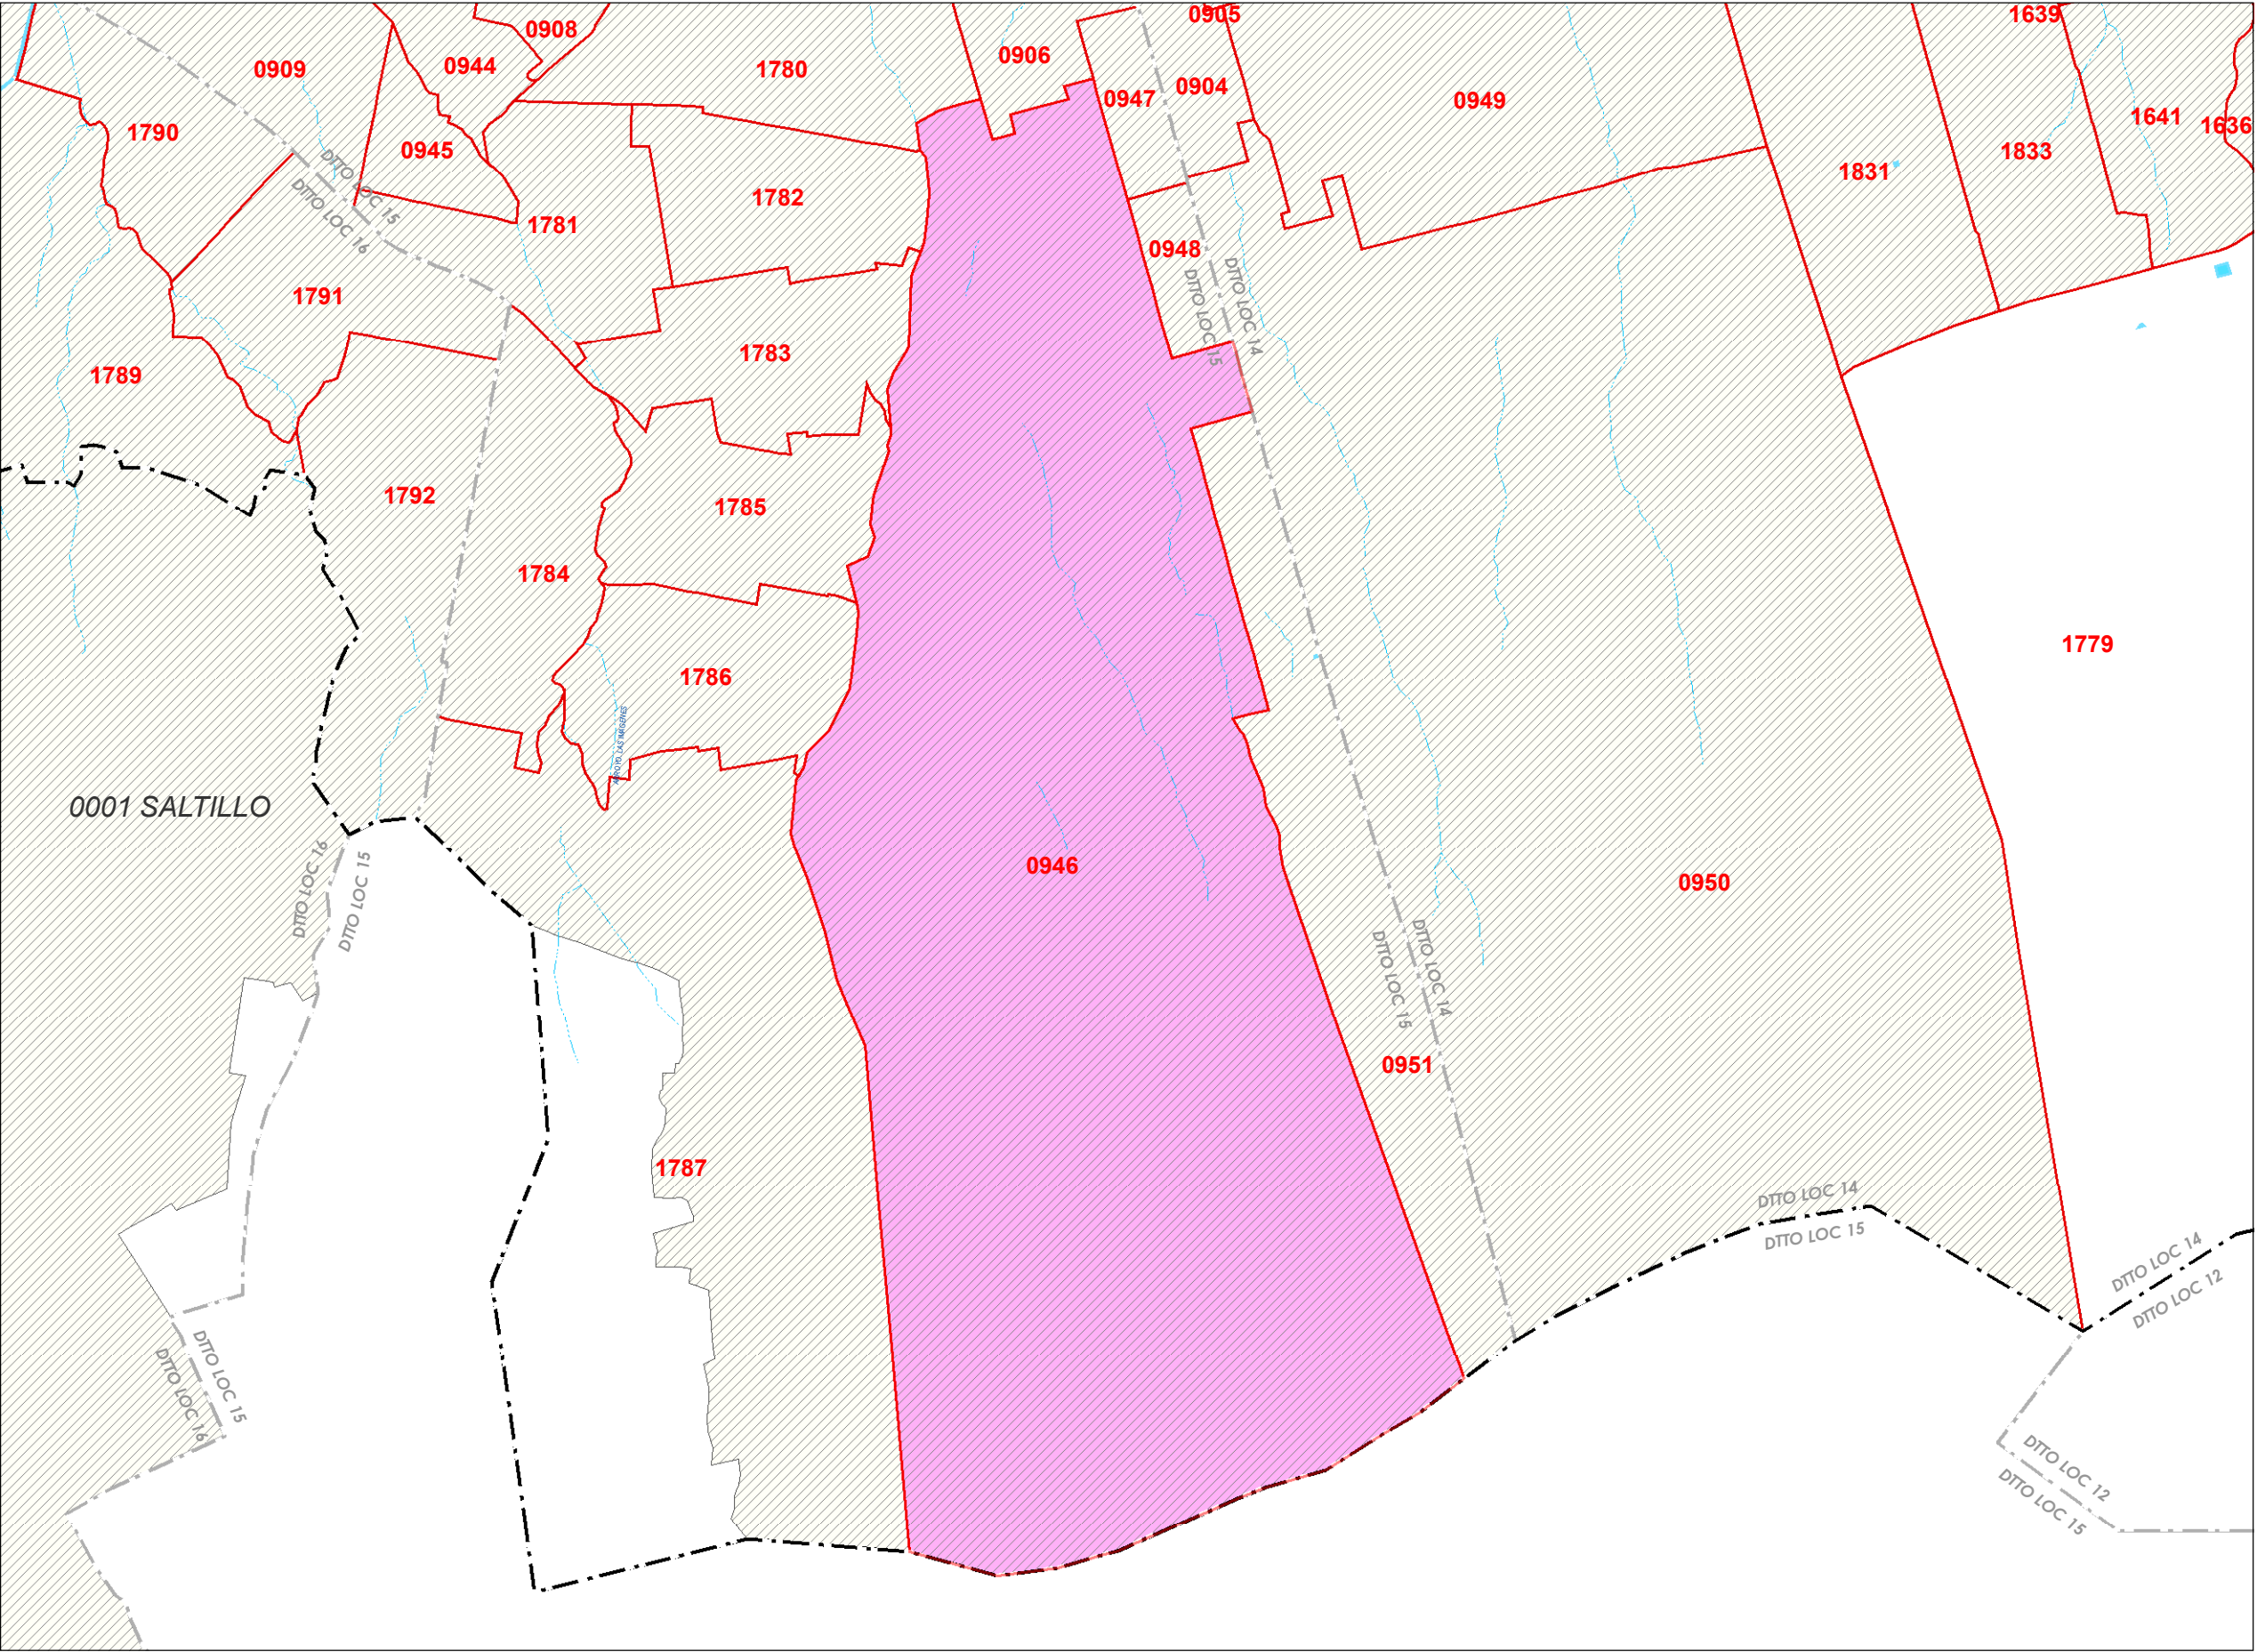 0905
1639
0908
0906
0909
0944
1780
0904
0947
0949
1641
1636
1790
0945
1833
1831
DTTO LOC 15
DTTO LOC 16
1782
1781
0948
DTTO LOC 14
DTTO LOC 15
1791
1783
1789
1792
1785
1784
1779
1786
ARROYO LAS IMAGENES
0001 SALTILLO
DTTO LOC 16
DTTO LOC 15
0946
0950
DTTO LOC 14
DTTO LOC 15
0951
1787
DTTO LOC 14
DTTO LOC 15
DTTO LOC 14
DTTO LOC 12
DTTO LOC 15
DTTO LOC 16
DTTO LOC 12
DTTO LOC 15